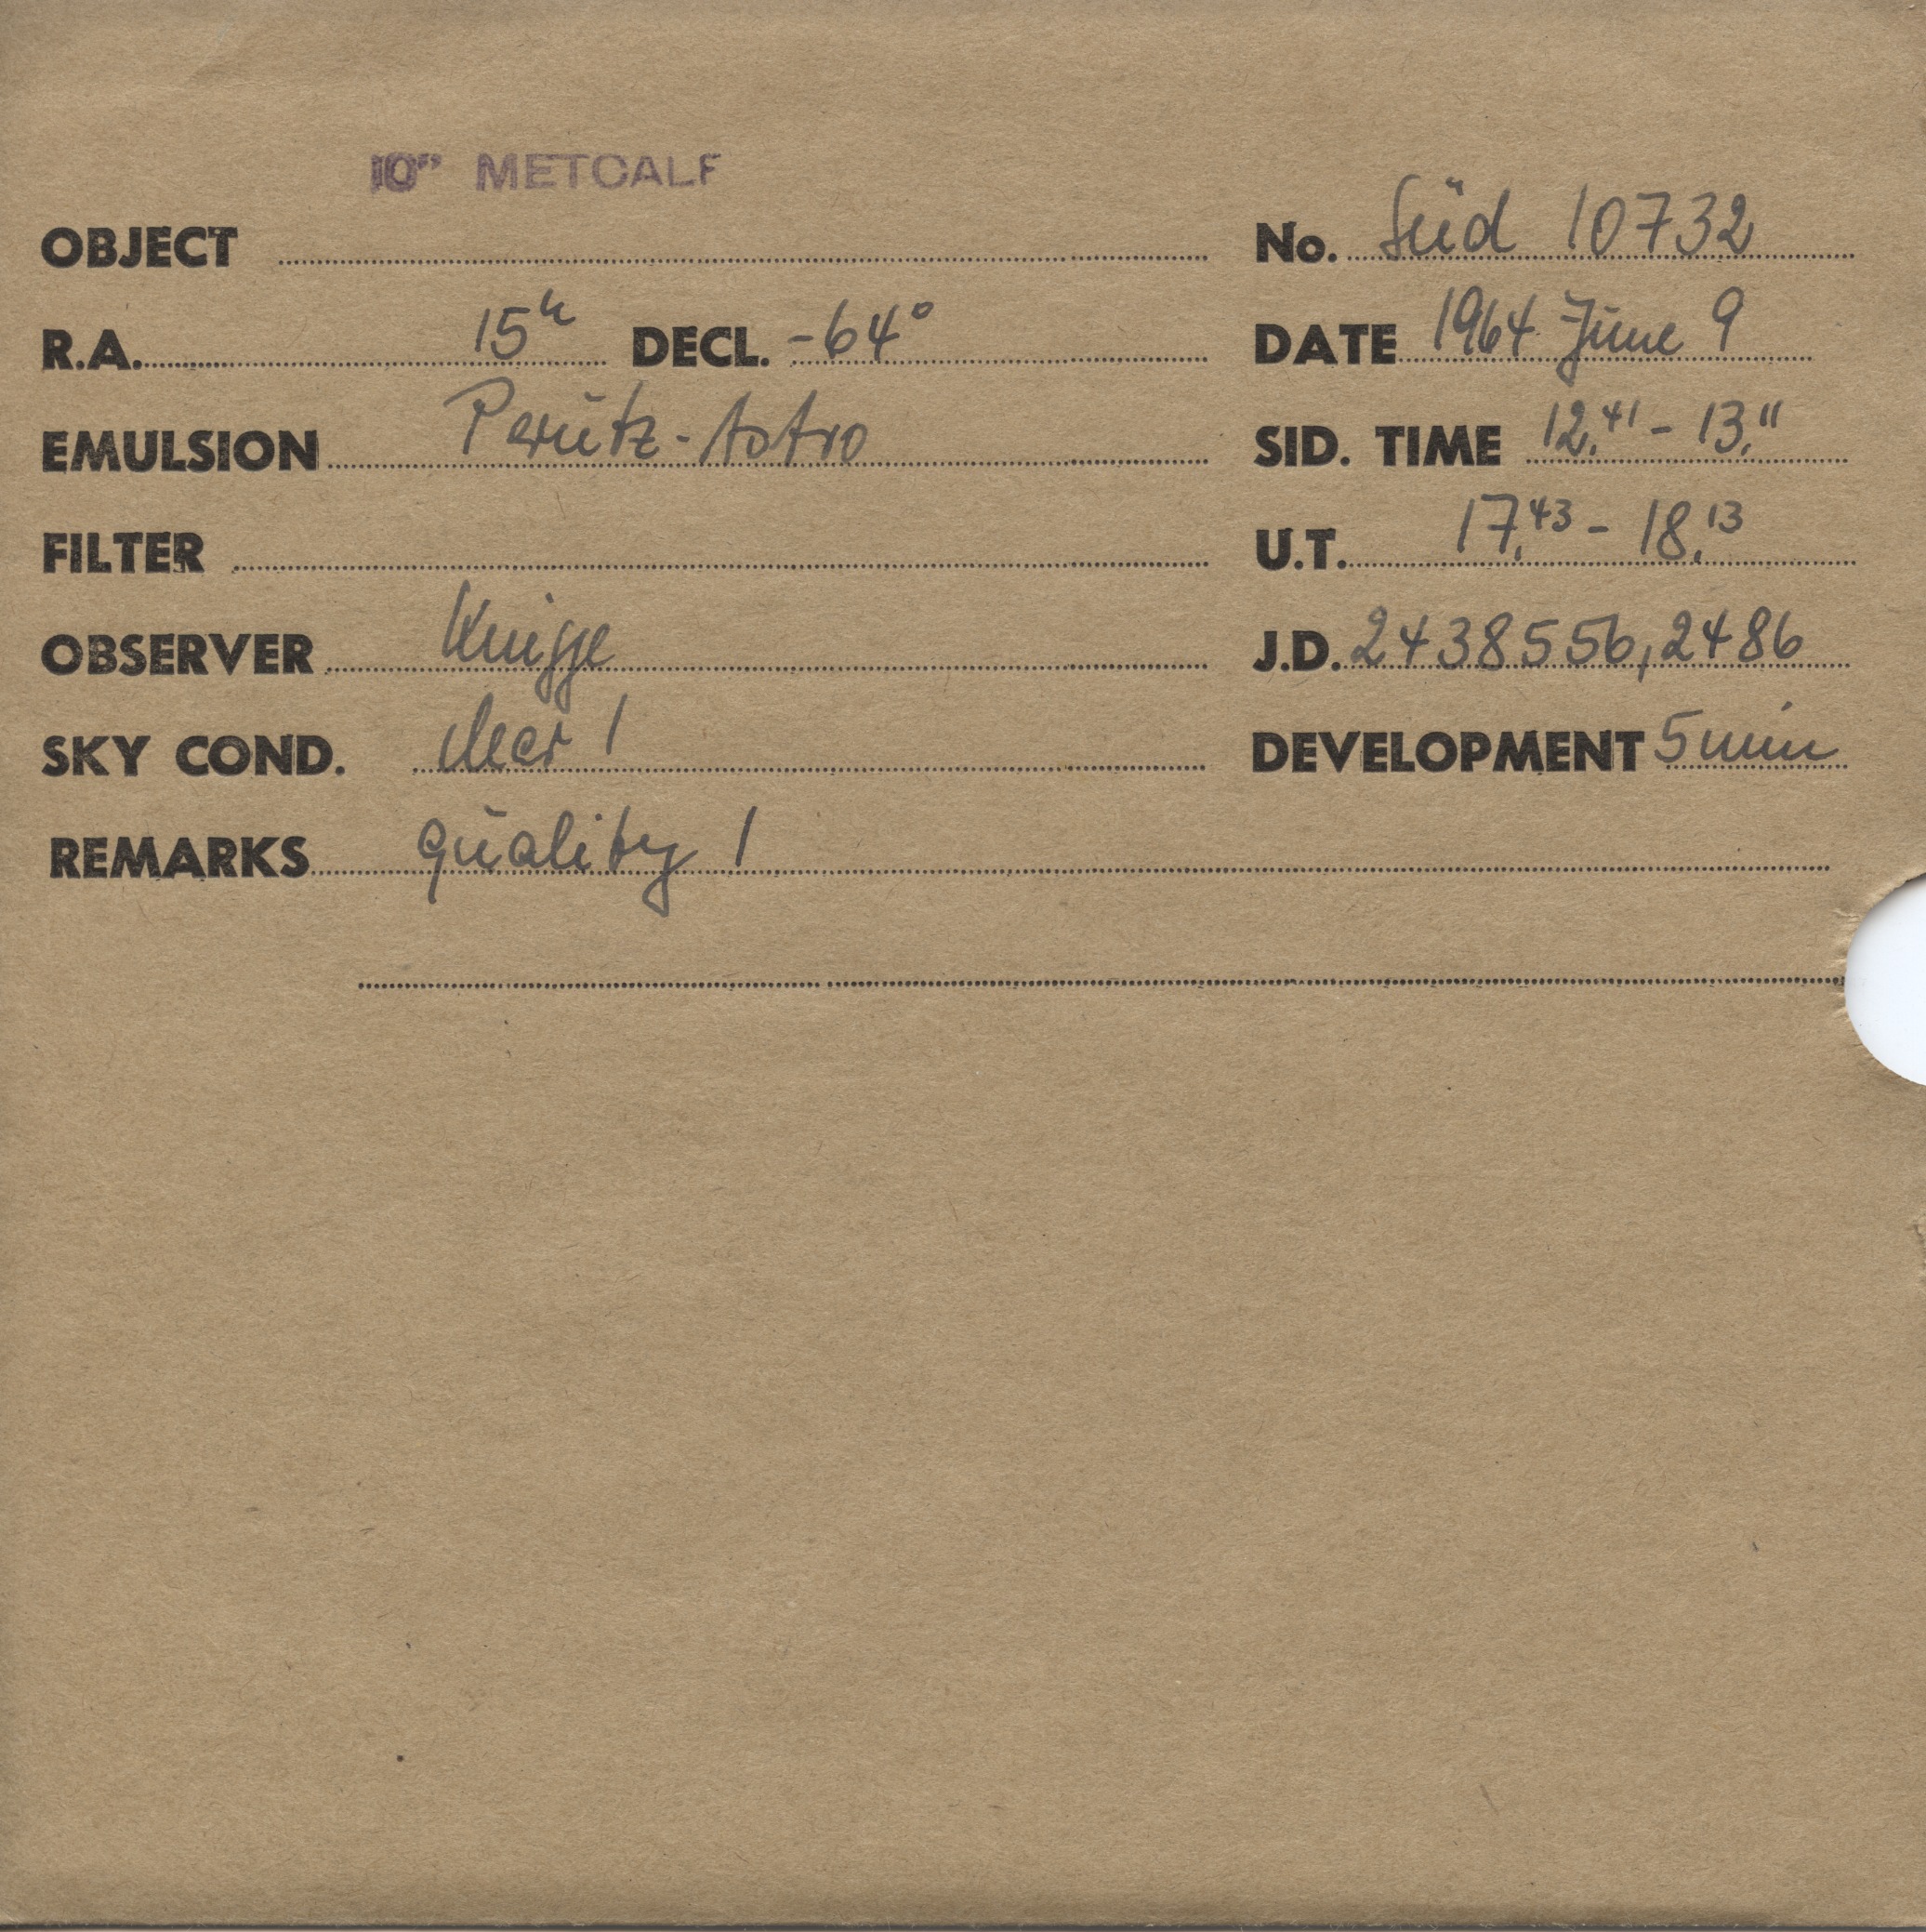 10" METCALF
OBJECT No. Süd 10732
R.A. 15h DECL. -64° DATE 1964 June 9
EMULSION Perutz-Astro SID. TIME 12,41 - 13,11
FILTER U.T. 17,43 - 18,13
OBSERVER Knigge J.D. 2438556,2486
SKY COND. clear 1 DEVELOPMENT 5 min
REMARKS quality 1